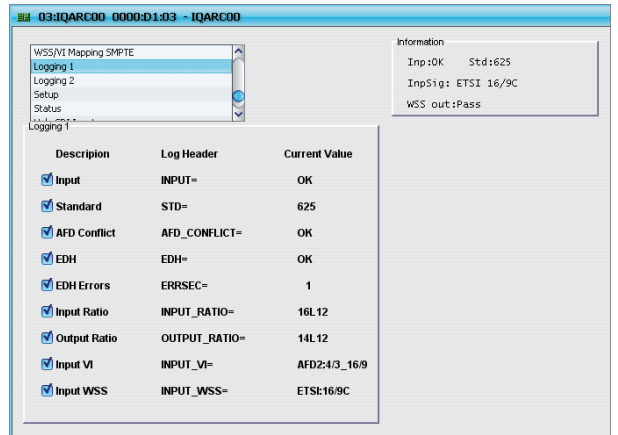 03:IQARC00 0000:D1:03 - IQARC00
WSS/VI Mapping SMPTE
Logging 1
Logging 2
Setup
Status
Information
Inp:OK Std:625
InpSig: ETSI 16/9C
WSS out:Pass
Logging 1
Descripion Log Header Current Value
Input INPUT= OK
Standard STD= 625
AFD Conflict AFD_CONFLICT= OK
EDH EDH= OK
EDH Errors ERRSEC= 1
Input Ratio INPUT_RATIO= 16L12
Output Ratio OUTPUT_RATIO= 14L12
Input VI INPUT_VI= AFD2:4/3_16/9
Input WSS INPUT_WSS= ETSI:16/9C